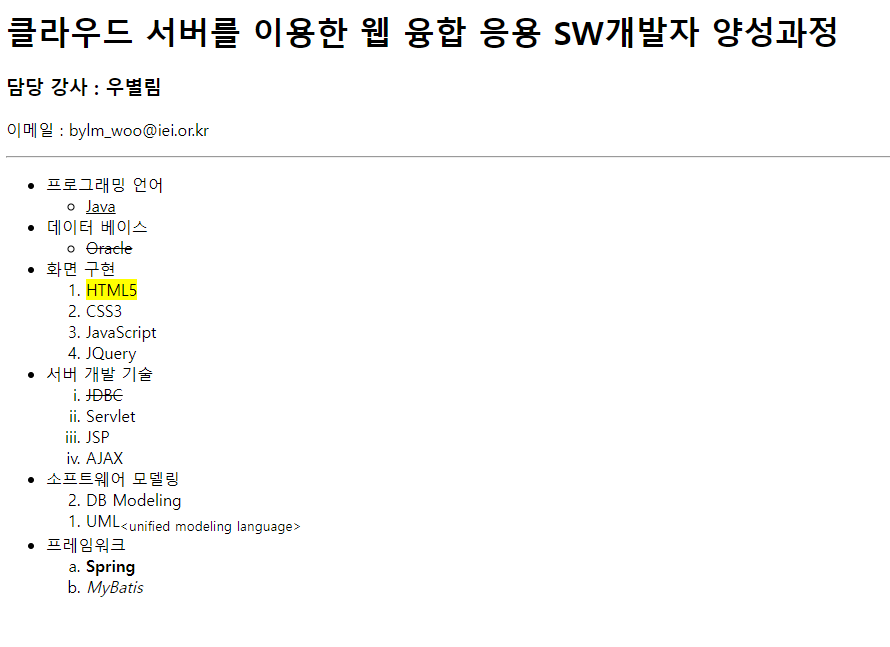 클라우드 서버를 이용한 웹 융합 응용 SW개발자 양성과정
담당 강사 : 우별림
이메일 : bylm_woo@iei.or.kr
프로그래밍 언어
Java
데이터 베이스
Oracle
화면 구현
1. HTML5
2. CSS3
3. JavaScript
4. JQuery
서버 개발 기술
i. JDBC
ii. Servlet
iii. JSP
iv. AJAX
소프트웨어 모델링
2. DB Modeling
1. UML<unified modeling language>
프레임워크
a. Spring
b. MyBatis